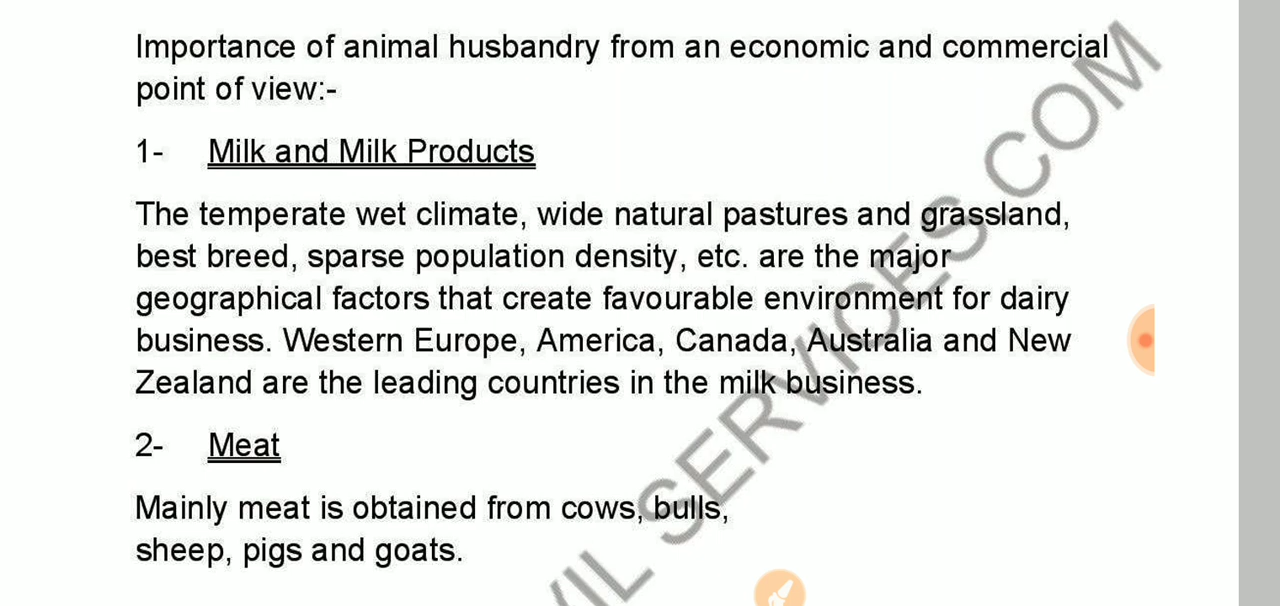 Importance of animal husbandry from an economic and commercial
point of view:-
1- Milk and Milk Products
The temperate wet climate, wide natural pastures and grassland,
best breed, sparse population density, etc. are the major
geographical factors that create favourable environment for dairy
business. Western Europe, America, Canada, Australia and New
Zealand are the leading countries in the milk business.
2- Meat
Mainly meat is obtained from cows, bulls,
sheep, pigs and goats.
VIL SERVICES.COM